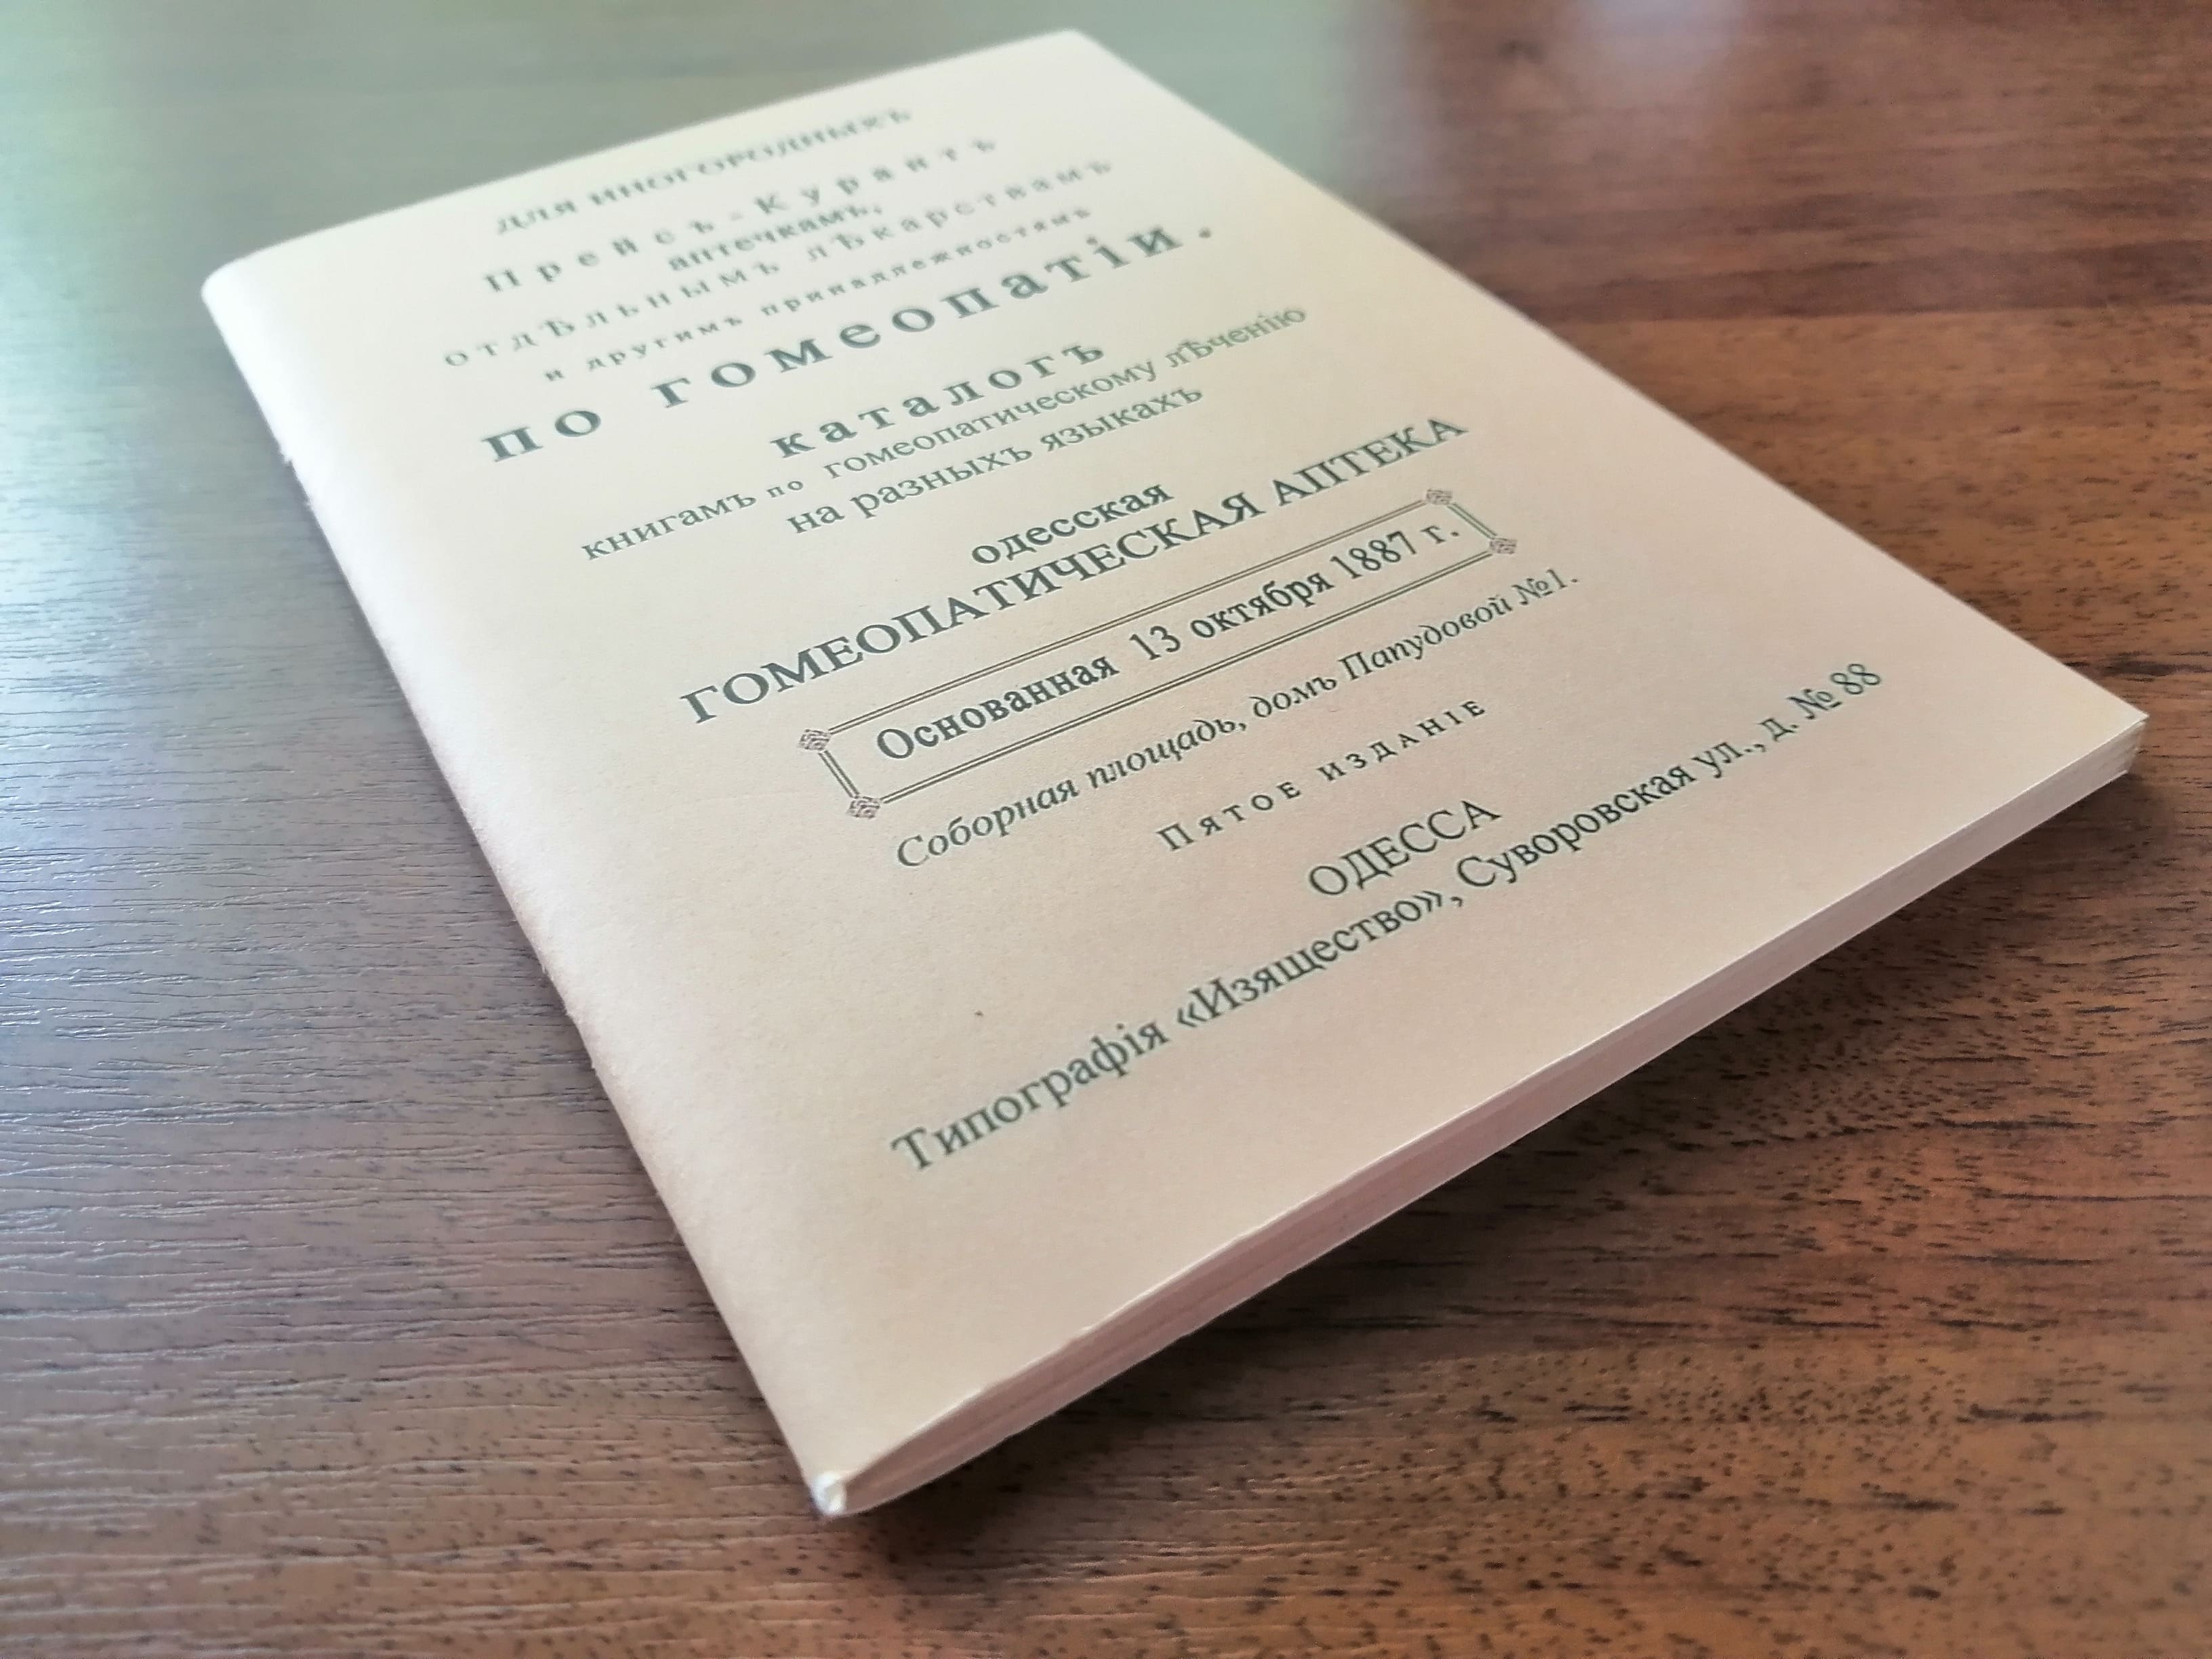 ДЛЯ ИНОГОРОДНЫХЪ
Прейсъ-Курантъ
аптечкамъ,
отдѣльнымъ лѣкарствамъ
и другимъ принадлежностямъ
по гомеопатіи.
каталогъ
книгамъ по гомеопатическому лѣченію
на разныхъ языкахъ
одесская
ГОМЕОПАТИЧЕСКАЯ АПТЕКА
Основанная 13 октября 1887 г.
Соборная площадь, домъ Папудовой №1.
Пятое изданіе
ОДЕССА
Типографія «Изящество», Суворовская ул., д. № 88